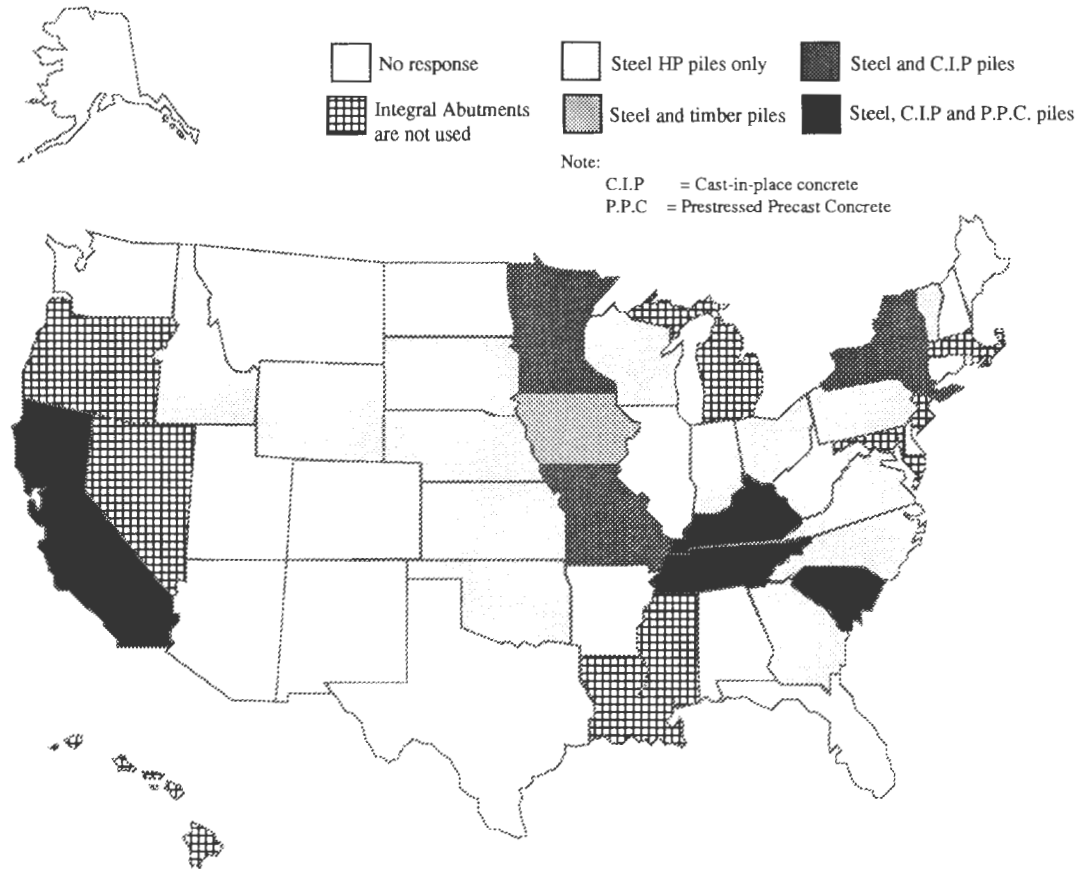 No response
Integral Abutments
are not used
Steel HP piles only
Steel and timber piles
Steel and C.I.P piles
Steel, C.I.P and P.P.C. piles
Note:
C.I.P = Cast-in-place concrete
P.P.C = Prestressed Precast Concrete